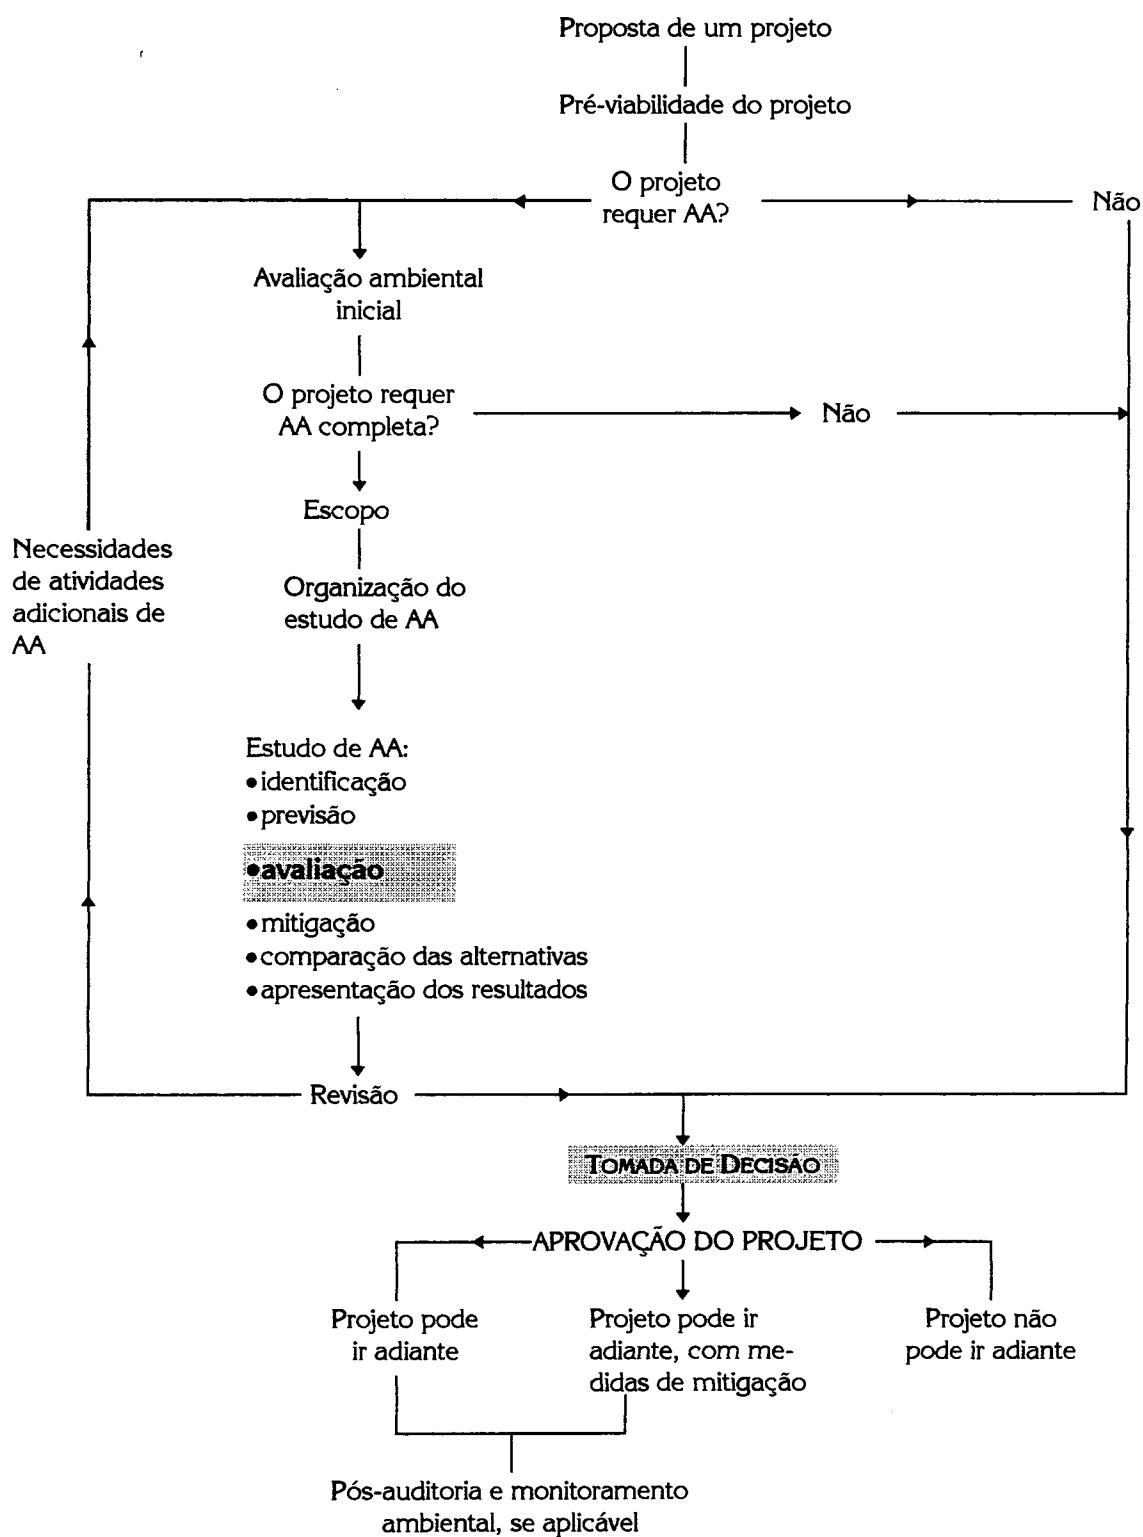 Proposta de um projeto
Pré-viabilidade do projeto
O projeto
requer AA?
Não
Avaliação ambiental
inicial
O projeto requer
AA completa?
Não
Escopo
Necessidades
de atividades
adicionais de
AA
Organização do
estudo de AA
Estudo de AA:
•identificação
•previsão
•avaliação
•mitigação
•comparação das alternativas
•apresentação dos resultados
Revisão
TOMADA DE DECISÃO
APROVAÇÃO DO PROJETO
Projeto pode
ir adiante
Projeto pode ir
adiante, com me-
didas de mitigação
Projeto não
pode ir adiante
Pós-auditoria e monitoramento
ambiental, se aplicável